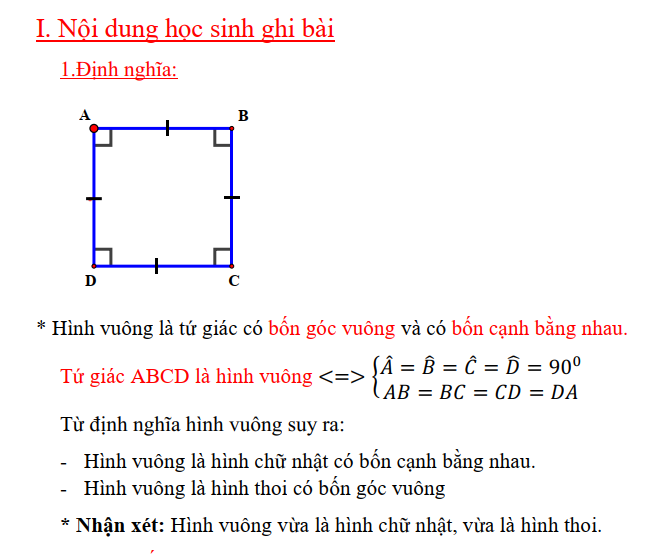 I. Nội dung học sinh ghi bài
1.Định nghĩa:
A
B
D
C
* Hình vuông là tứ giác có bốn góc vuông và có bốn cạnh bằng nhau.
Tứ giác ABCD là hình vuông <=> {Â = B̂ = Ĉ = D̂ = 90⁰
AB = BC = CD = DA
Từ định nghĩa hình vuông suy ra:
- Hình vuông là hình chữ nhật có bốn cạnh bằng nhau.
- Hình vuông là hình thoi có bốn góc vuông
* Nhận xét: Hình vuông vừa là hình chữ nhật, vừa là hình thoi.